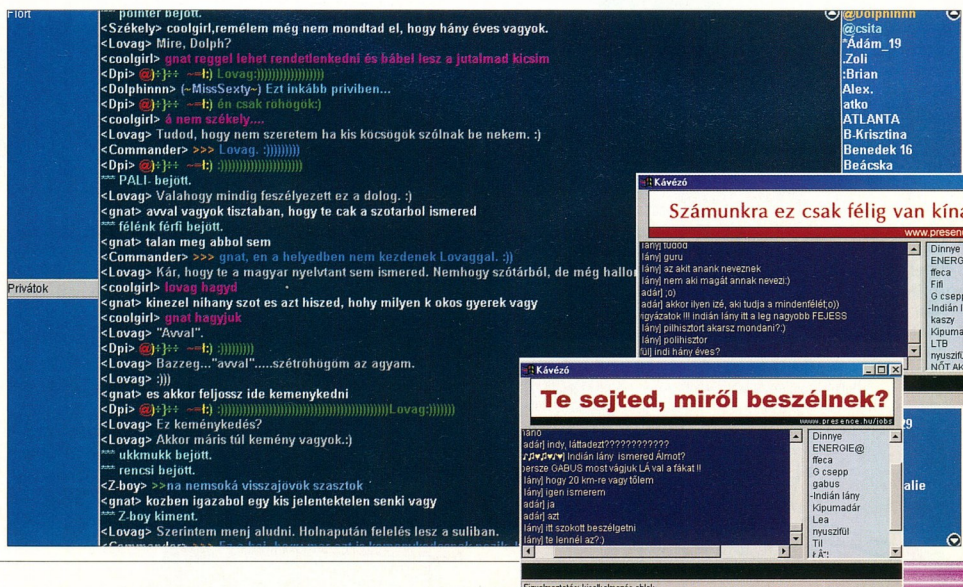 Flört
*** pointer bejött.
<Székely> coolgirl,remélem még nem mondtad el, hogy hány éves vagyok.
<Lovag> Mire, Dolph?
<coolgirl> gnat reggel lehet rendetlenkedni és bábel lesz a jutalmad kicsim
<Dpi> @}÷}÷÷ ~═ŀ:) Lovag:))))))))))))))))))
<Dolphinnn> (~MissSexty~) Ezt inkább priviben...
<Dpi> @}÷}÷÷ ~═ŀ:) én csak röhögök:)
<coolgirl> á nem székely....
<Lovag> Tudod, hogy nem szeretem ha kis köcsögök szólnak be nekem. :)
<Commander> >>> Lovag. :)))))))))
<Dpi> @}÷}÷÷ ~═ŀ:) :))))))))))))))))))))))
*** PALI- bejött.
<Lovag> Valahogy mindig feszélyezett ez a dolog. :)
<gnat> avval vagyok tisztaban, hogy te cak a szotarbol ismered
*** félénk férfi bejött.
<gnat> talan meg abbol sem
<Commander> >>> gnat, en a helyedben nem kezdenek Lovaggal. :))
<Lovag> Kár, hogy te a magyar nyelvtant sem ismered. Nemhogy szótárból, de még hallor
Privátok
<coolgirl> lovag hagyd
<gnat> kinezel nihany szot es azt hiszed, hohy milyen k okos gyerek vagy
<coolgirl> gnat hagyjuk
<Lovag> "Avval".
<Dpi> @}÷}÷÷ ~═ŀ:) :)))))))))
<Lovag> Bazzeg..."avval".....szétröhögöm az agyam.
<Lovag> :)))
<gnat> es akkor feljossz ide kemenykedni
<Dpi> @}÷}÷÷ ~═ŀ:) :)))))))))))))))))))))))))))))))))))))))Lovag:)))))))
<Lovag> Ez keménykedés?
<Lovag> Akkor máris túl kemény vagyok.:)
*** ukkmukk bejött.
*** rencsi bejött.
<Z-boy> >>na nemsoká visszajövök szasztok
<gnat> kozben igazabol egy kis jelentektelen senki vagy
*** Z-boy kiment.
<Lovag> Szerintem menj aludni. Holnapután felelés lesz a suliban.
@Dolphinnn
@csita
*Ádám_19
.Zoli
:Brian
Alex.
atko
ATLANTA
B-Krisztina
Benedek 16
Beácska
Kávézó
Számunkra ez csak félig van kína
www.presence
lány] tudod
lány] guru
lány] az akit anank neveznek
lány] nem aki magát annak nevezi:)
adár] ;o)
adár] akkor ilyen izé, aki tudja a mindenfélét;o))
vigyázatok !!! indián lány itt a leg nagyobb FEJESS
lány] pilhisztort akarsz mondani?:)
lány] polihisztor
fül] indi hány éves?
Dinnye
ENERGIE
ffeca
Fifi
G csepp
-Indián l
kaszy
Kipuma
LTB
nyuszifü
NŐT AK
Kávézó
Te sejted, miről beszélnek?
www.presence.hu/jobs
nano
adár] indy, láttadezt????????????
♪♫♥♪♥♪♥] Indián lány ismered Álmot?
persze GABUS most vágjuk LÁ val a fákat !!
lány] hogy 20 km-re vagy tőlem
lány] igen ismerem
adár] ja
adár] azt
lány] itt szokott beszélgetni
lány] te lennél az?:)
Dinnye
ENERGIE@
ffeca
G csepp
gabus
-Indián lány
Kipumadár
Lea
nyuszifül
Til
29
alie